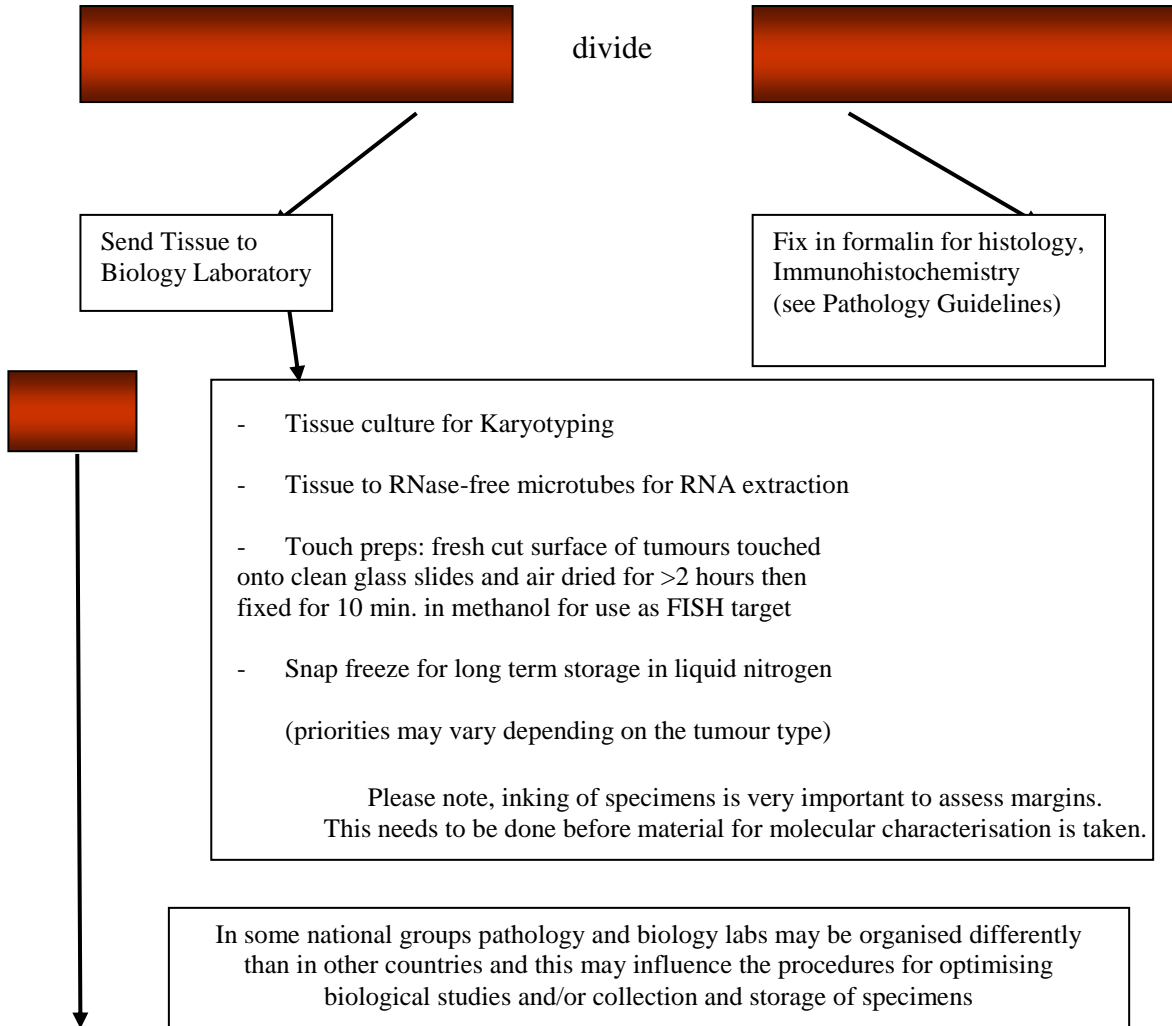 divide
Send Tissue to
Biology Laboratory
Fix in formalin for histology,
Immunohistochemistry
(see Pathology Guidelines)
- Tissue culture for Karyotyping
- Tissue to RNase-free microtubes for RNA extraction
- Touch preps: fresh cut surface of tumours touched
onto clean glass slides and air dried for >2 hours then
fixed for 10 min. in methanol for use as FISH target
- Snap freeze for long term storage in liquid nitrogen
(priorities may vary depending on the tumour type)
Please note, inking of specimens is very important to assess margins.
This needs to be done before material for molecular characterisation is taken.
In some national groups pathology and biology labs may be organised differently
than in other countries and this may influence the procedures for optimising
biological studies and/or collection and storage of specimens